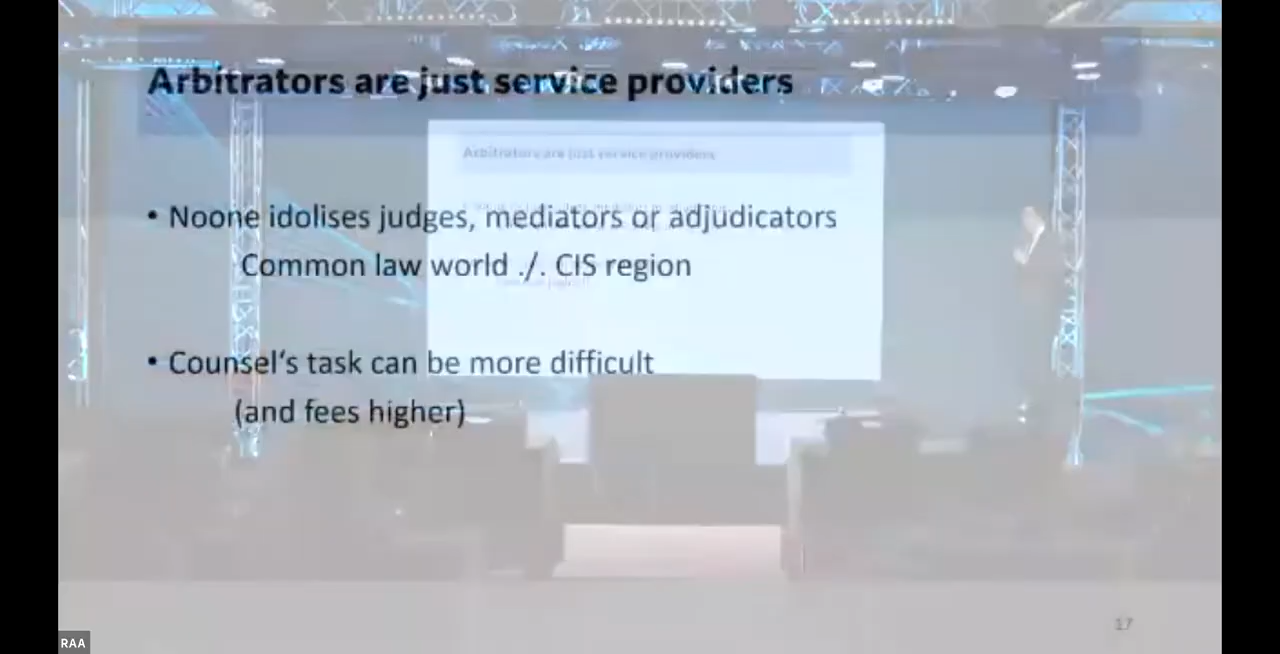 Arbitrators are just service providers
Arbitrators are just service providers
• Noone idolises judges, mediators or adjudicators
Common law world ./. CIS region
• Counsel's task can be more difficult
(and fees higher)
17
RAA